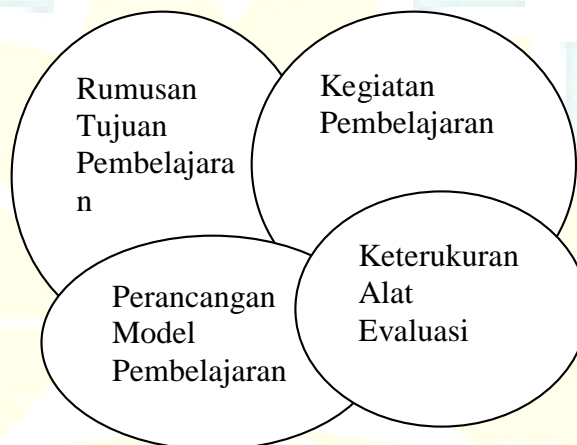 Rumusan
Tujuan
Pembelajara
n
Kegiatan
Pembelajaran
Perancangan
Model
Pembelajaran
Keterukuran
Alat
Evaluasi